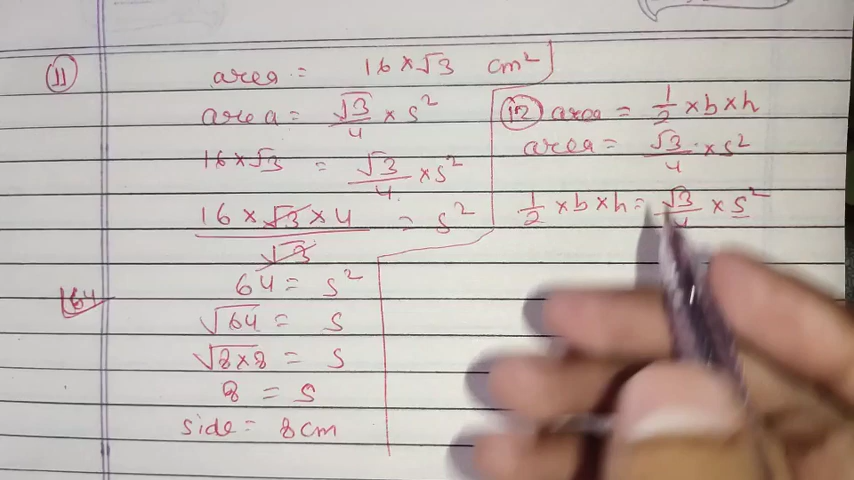 11 area = 16×√3 cm²
area = √3/4 × s²
16×√3 = √3/4 × s²
16 × √3 × 4 / √3 = s²
64 = s²
√64 = s
√8×8 = s
8 = s
side = 8cm
64
12 area = 1/2 × b × h
area = √3/4 × s²
1/2 × b × h = √3/4 × s²